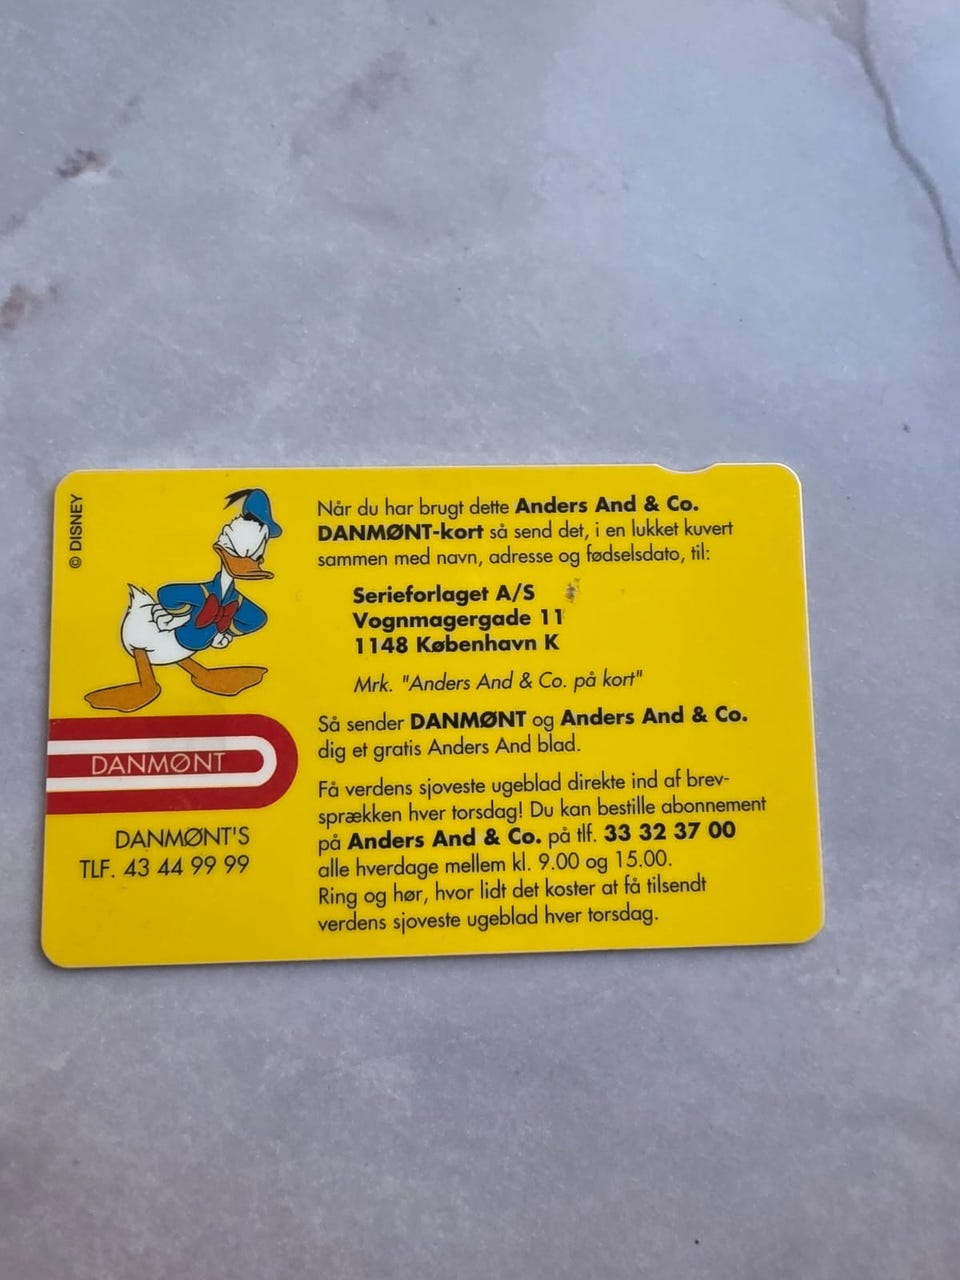 © DISNEY
Når du har brugt dette Anders And & Co.
DANMØNT-kort så send det, i en lukket kuvert
sammen med navn, adresse og fødselsdato, til:
Serieforlaget A/S
Vognmagergade 11
1148 København K
Mrk. "Anders And & Co. på kort"
Så sender DANMØNT og Anders And & Co.
dig et gratis Anders And blad.
Få verdens sjoveste ugeblad direkte ind af brev-
sprækken hver torsdag! Du kan bestille abonnement
på Anders And & Co. på tlf. 33 32 37 00
alle hverdage mellem kl. 9.00 og 15.00.
Ring og hør, hvor lidt det koster at få tilsendt
verdens sjoveste ugeblad hver torsdag.
DANMØNT
DANMØNT'S
TLF. 43 44 99 99